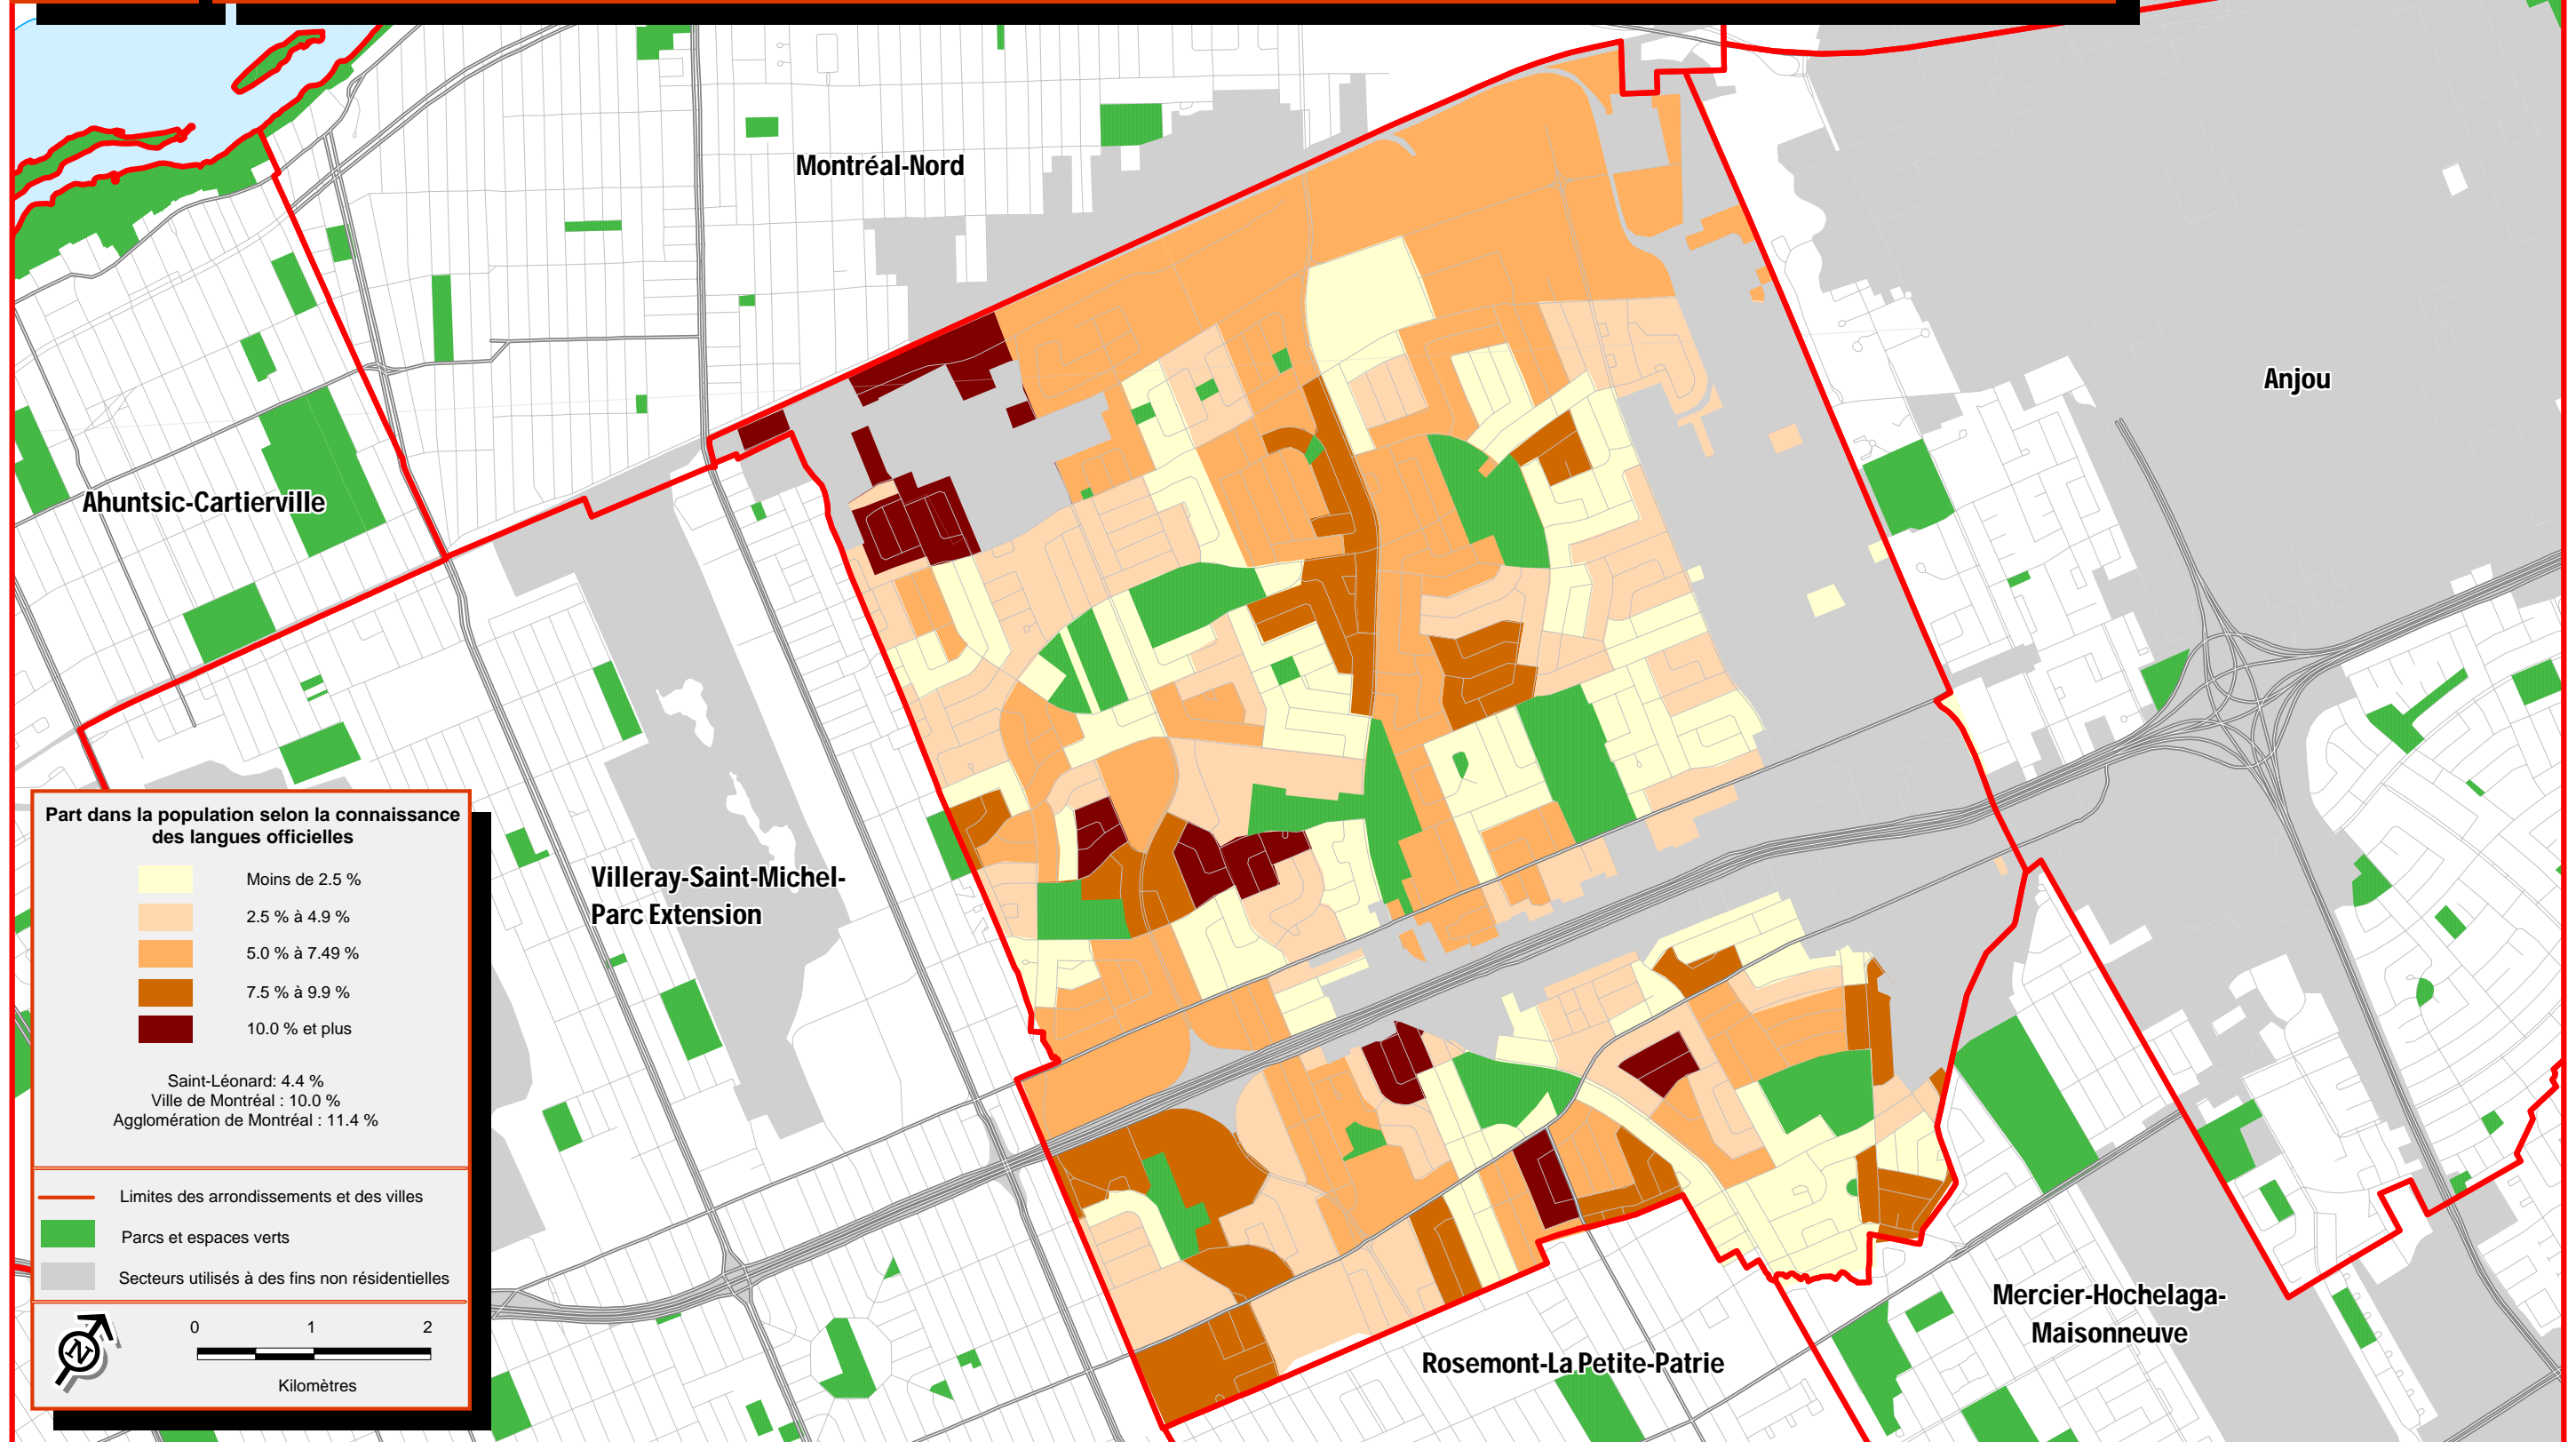 Montréal-Nord
Anjou
Ahuntsic-Cartierville
Villeray-Saint-Michel-
Parc Extension
Mercier-Hochelaga-
Maisonneuve
Rosemont-La Petite-Patrie
Part dans la population selon la connaissance
des langues officielles
Moins de 2.5 %
2.5 % à 4.9 %
5.0 % à 7.49 %
7.5 % à 9.9 %
10.0 % et plus
Saint-Léonard: 4.4 %
Ville de Montréal : 10.0 %
Agglomération de Montréal : 11.4 %
Limites des arrondissements et des villes
Parcs et espaces verts
Secteurs utilisés à des fins non résidentielles
N
0 1 2
Kilomètres